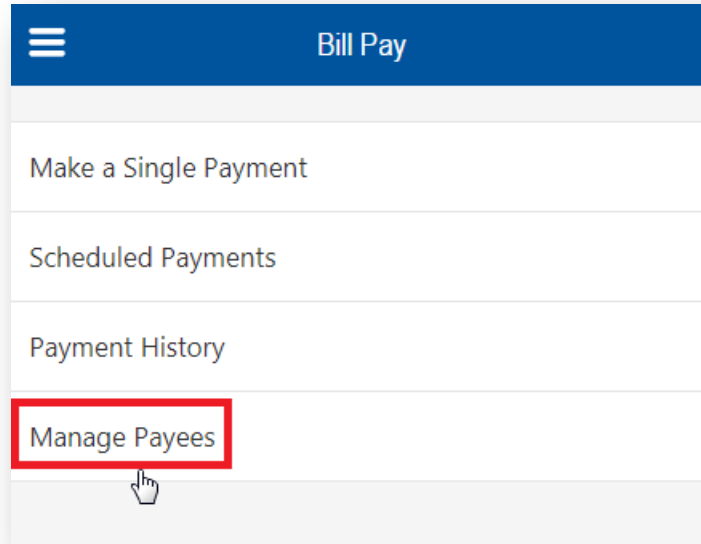 Bill Pay
Make a Single Payment
Scheduled Payments
Payment History
Manage Payees